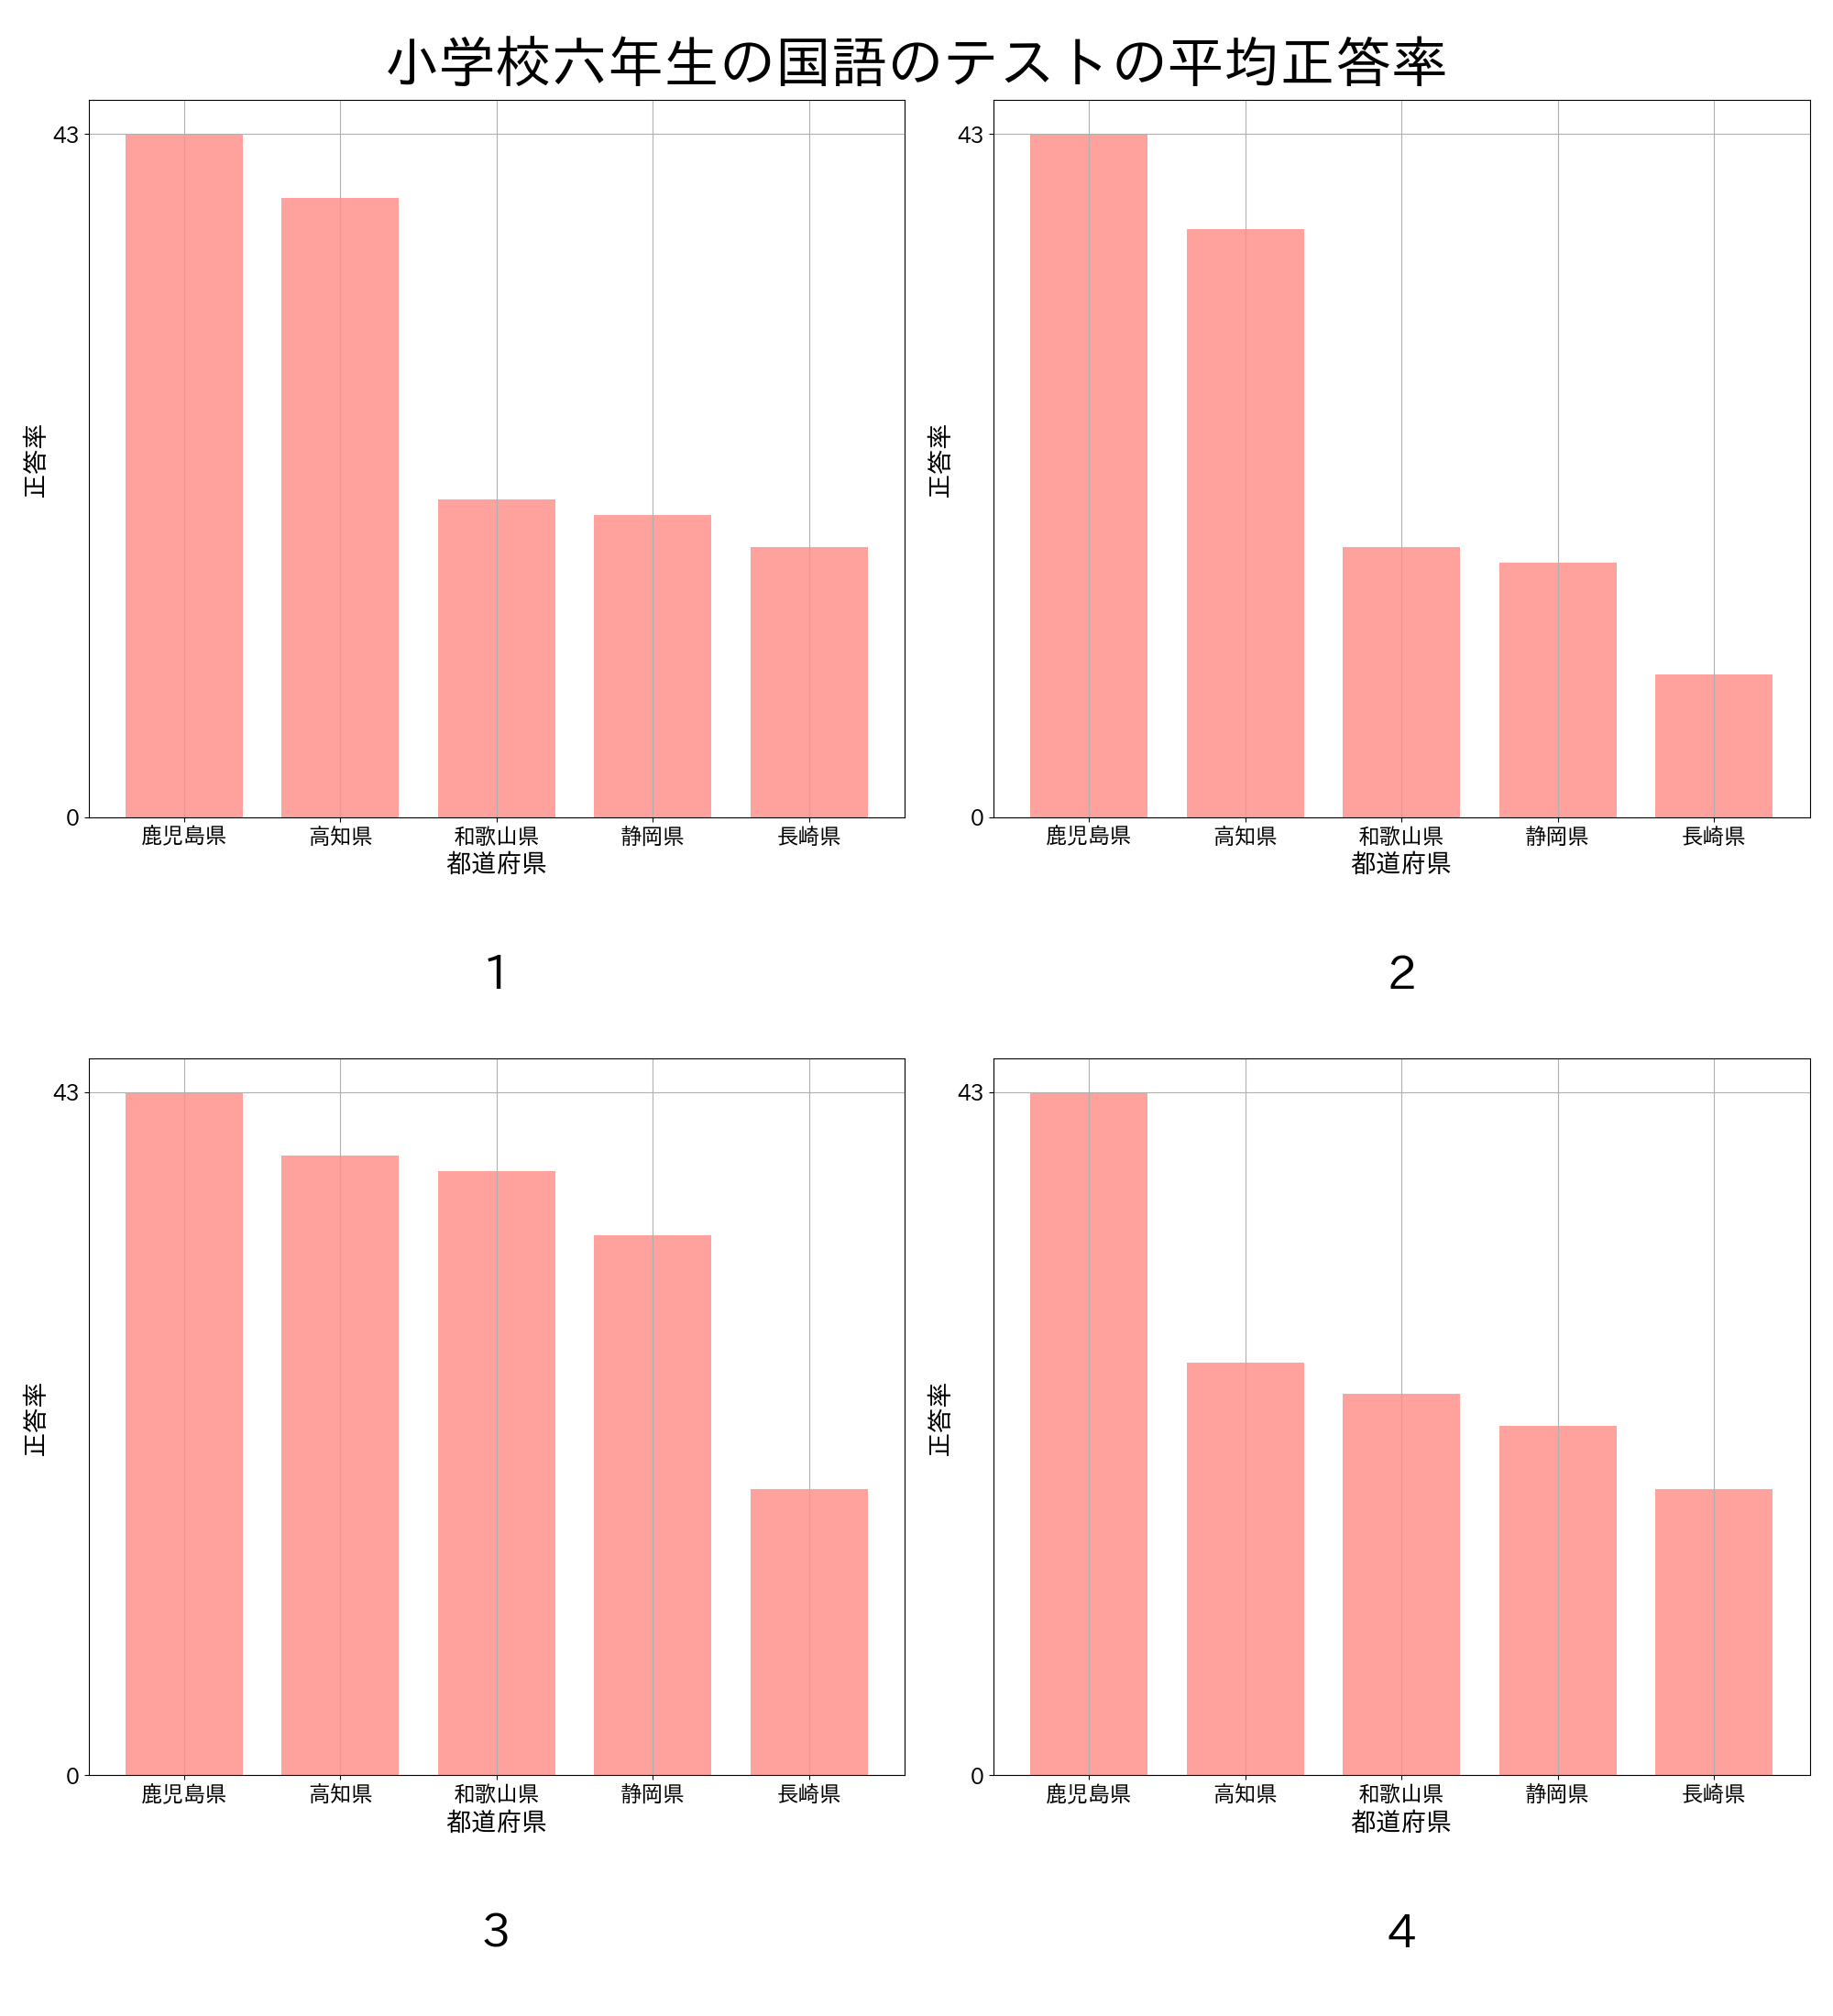 小学校六年生の国語のテストの平均正答率
43
0
正答率
鹿児島県 高知県 和歌山県 静岡県 長崎県
都道府県
1
43
0
正答率
鹿児島県 高知県 和歌山県 静岡県 長崎県
都道府県
2
43
0
正答率
鹿児島県 高知県 和歌山県 静岡県 長崎県
都道府県
3
43
0
正答率
鹿児島県 高知県 和歌山県 静岡県 長崎県
都道府県
4